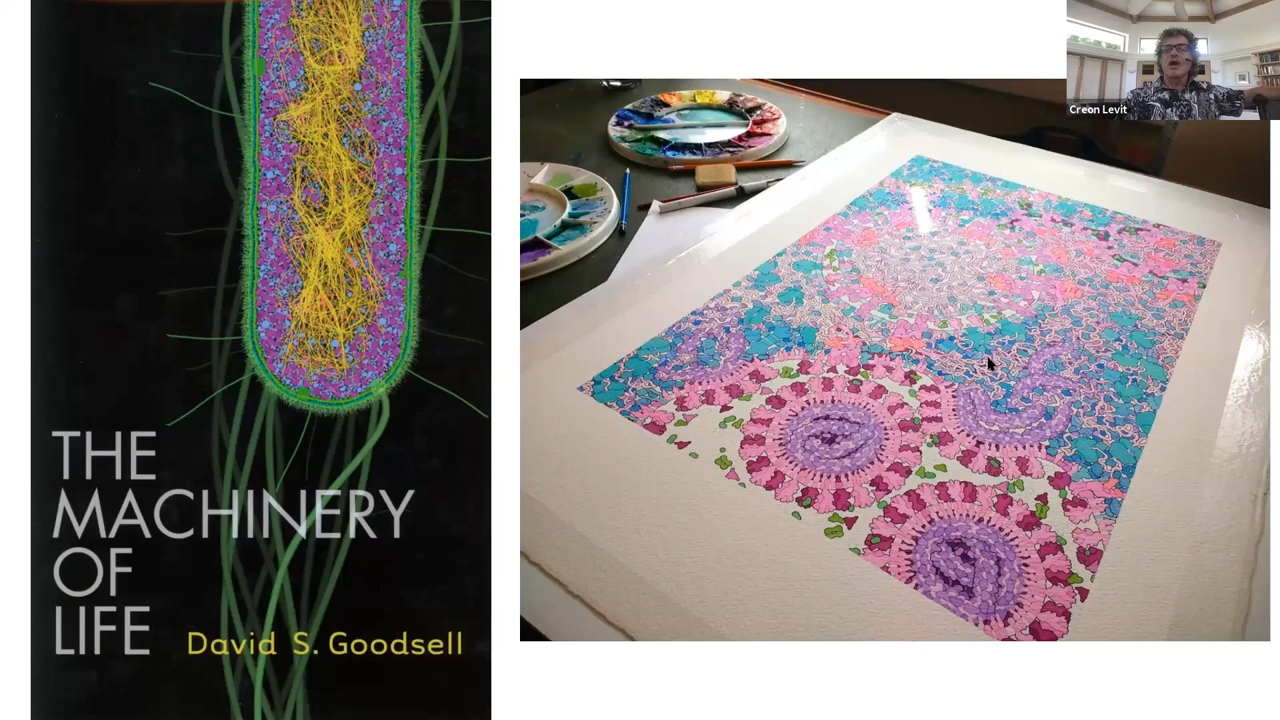 THE
MACHINERY
OF
LIFE
David S. Goodsell
Creon Levit